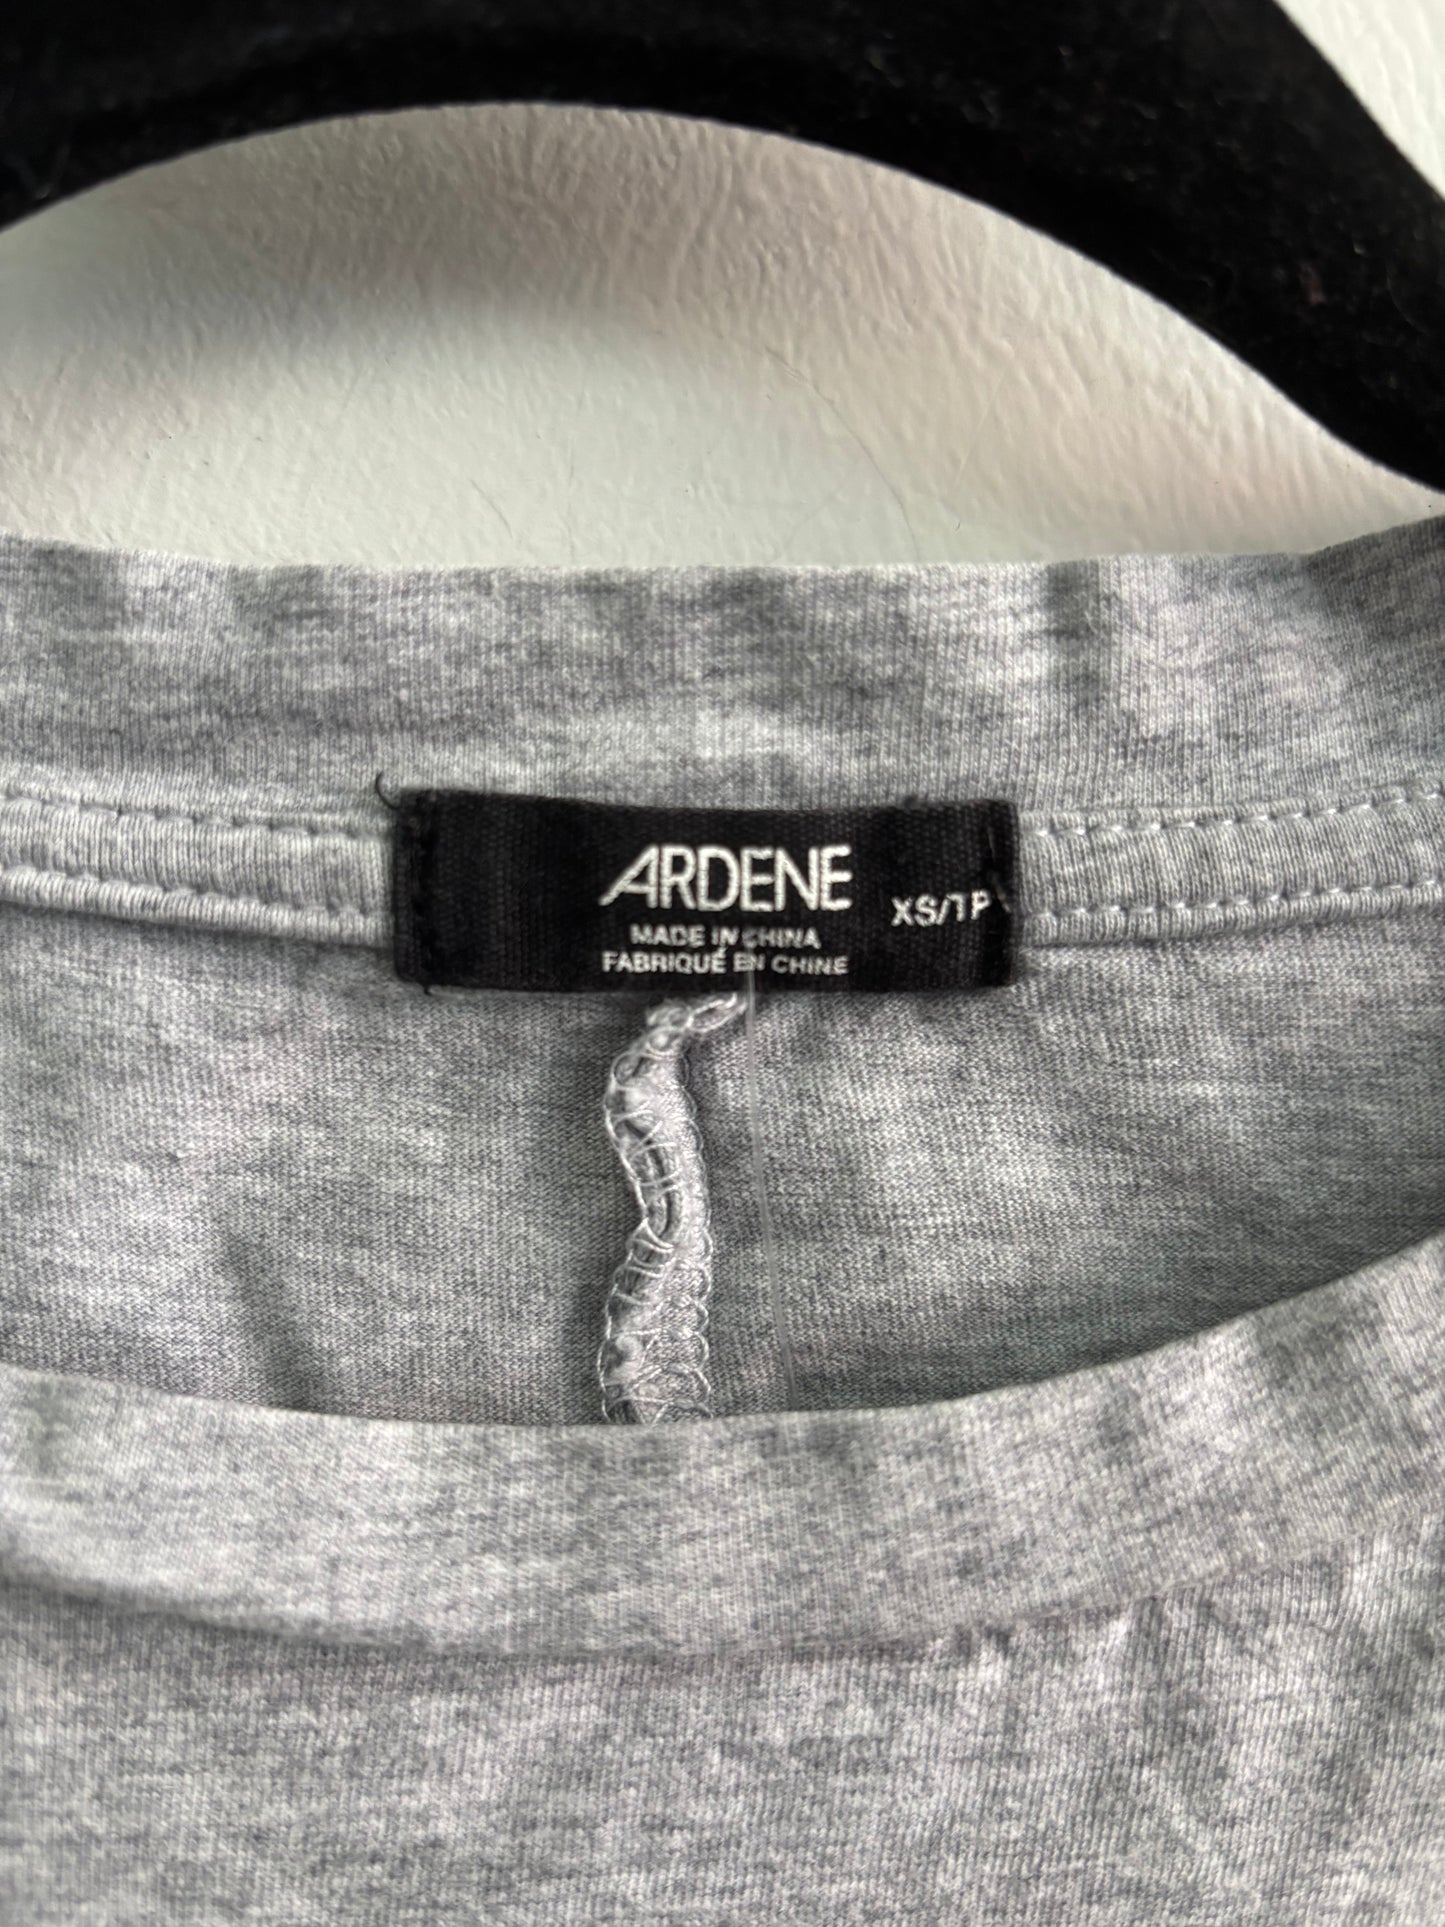 ARDENE
XS/TP
MADE IN CHINA
FABRIQUÉ EN CHINE